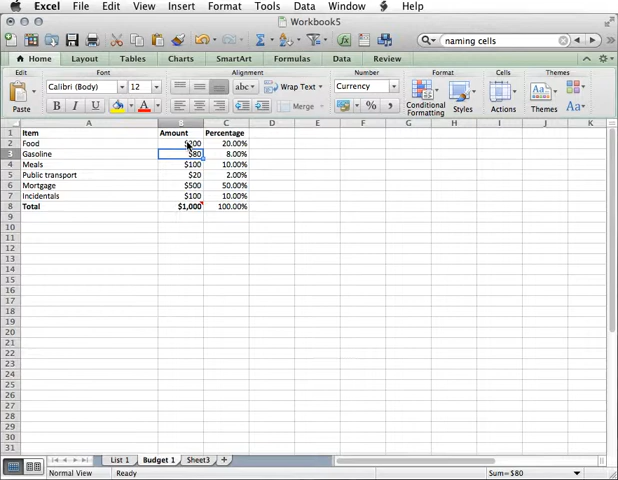 Excel File Edit View Insert Format Tools Data Window Help
Workbook5
naming cells
Home Layout Tables Charts SmartArt Formulas Data Review
Edit Font Alignment Number Format Cells Themes
Calibri (Body) 12 abc Wrap Text Currency
Paste B I U A Merge % Conditional Formatting Styles Actions Themes Aa
A B C D E F G H I J K
1 Item Amount Percentage
2 Food $200 20.00%
3 Gasoline $80 8.00%
4 Meals $100 10.00%
5 Public transport $20 2.00%
6 Mortgage $500 50.00%
7 Incidentals $100 10.00%
8 Total $1,000 100.00%
9
10
11
12
13
14
15
16
17
18
19
20
21
22
23
24
25
26
27
28
29
30
31
List 1 Budget 1 Sheet3
Normal View Ready Sum=$80